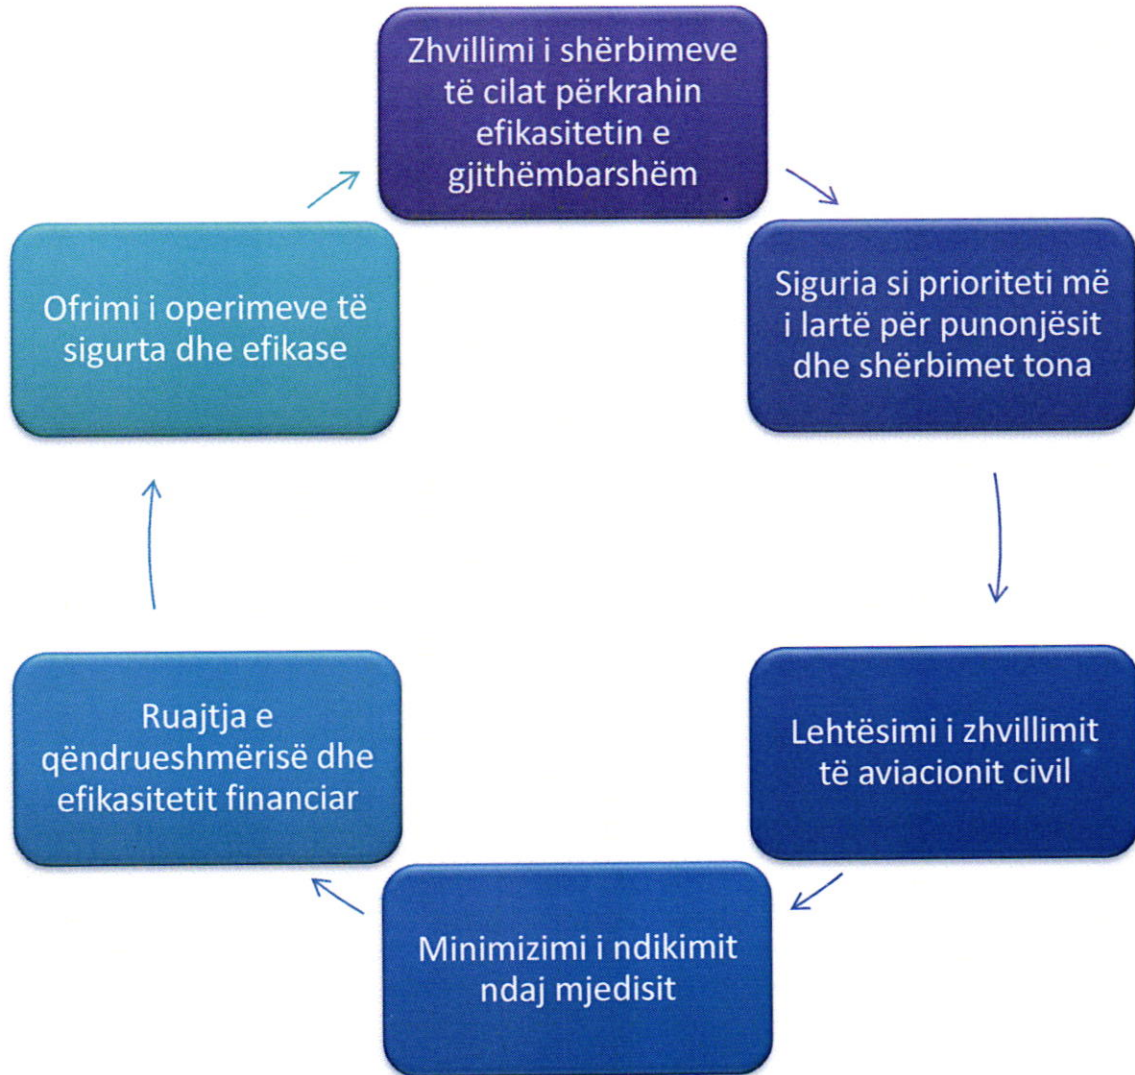 Zhvillimi i shërbimeve
të cilat përkrahin
efikasitetin e
gjithëmbarshëm
Siguria si prioriteti më
i lartë për punonjësit
dhe shërbimet tona
Lehtësimi i zhvillimit
të aviacionit civil
Minimizimi i ndikimit
ndaj mjedisit
Ruajtja e
qëndrueshmërisë dhe
efikasitetit financiar
Ofrimi i operimeve të
sigurta dhe efikase